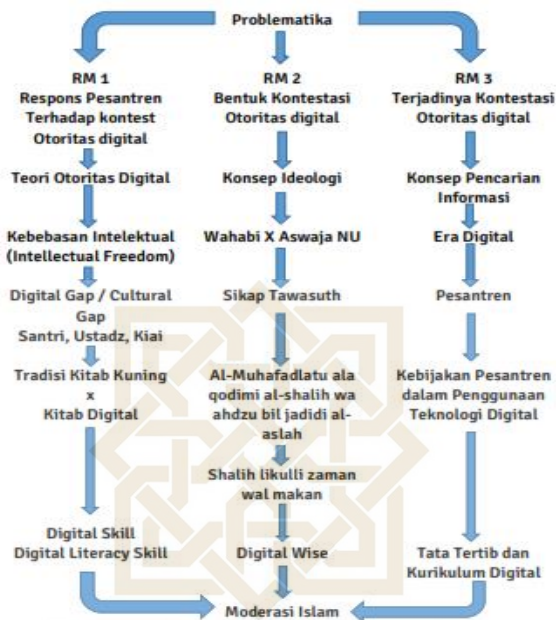 Problematika
RM 1
Respons Pesantren
Terhadap kontest
Otoritas digital
Teori Otoritas Digital
Kebebasan Intelektual
(Intellectual Freedom)
Digital Gap / Cultural
Gap
Santri, Ustadz, Kiai
Tradisi Kitab Kuning
x
Kitab Digital
Digital Skill
Digital Literacy Skill
RM 2
Bentuk Kontestasi
Otoritas digital
Konsep Ideologi
Wahabi X Aswaja NU
Sikap Tawasuth
Al-Muhafadlatu ala
qodimi al-shalih wa
ahdzu bil jadidi al-
aslah
Shalih likulli zaman
wal makan
Digital Wise
RM 3
Terjadinya Kontestasi
Otoritas digital
Konsep Pencarian
Informasi
Era Digital
Pesantren
Kebijakan Pesantren
dalam Penggunaan
Teknologi Digital
Tata Tertib dan
Kurikulum Digital
Moderasi Islam